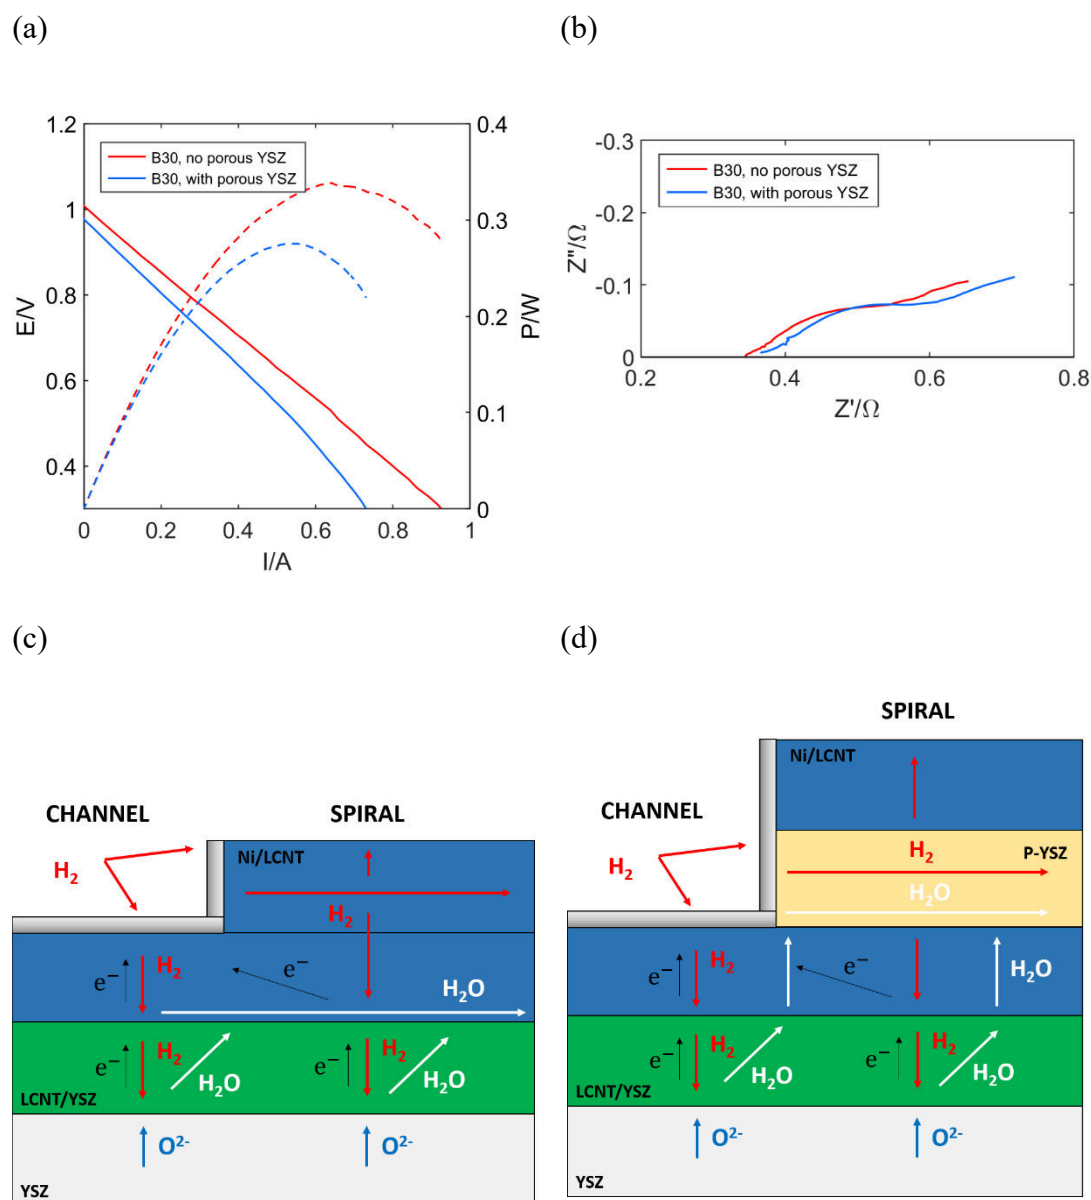 (a)
(b)
1.2
1
0.8
0.6
0.4
E/V
0.4
0.3
0.2
0.1
0
P/W
0
0.2
0.4
0.6
0.8
1
I/A
B30, no porous YSZ
B30, with porous YSZ
-0.3
-0.2
-0.1
0
Z"/Ω
0.2
0.4
0.6
0.8
Z'/Ω
B30, no porous YSZ
B30, with porous YSZ
(c)
(d)
CHANNEL
SPIRAL
Ni/LCNT
H₂
H₂
e⁻
H₂
e⁻
H₂O
e⁻
H₂
H₂O
e⁻
H₂
H₂O
LCNT/YSZ
O²⁻
O²⁻
YSZ
SPIRAL
Ni/LCNT
CHANNEL
H₂
H₂
P-YSZ
H₂O
e⁻
H₂
e⁻
H₂O
e⁻
H₂
H₂O
e⁻
H₂
H₂O
LCNT/YSZ
O²⁻
O²⁻
YSZ